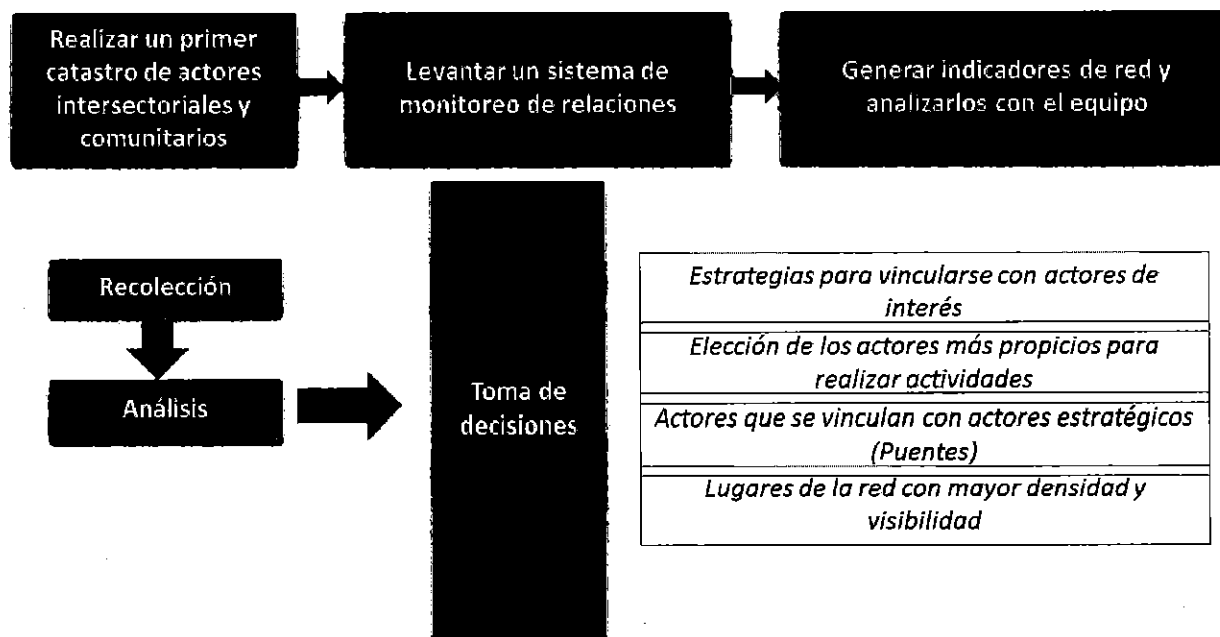 Realizar un primer
catastro de actores
intersectoriales y
comunitarios
Levantar un sistema de
monitoreo de relaciones
Generar indicadores de red y
analizarlos con el equipo
Recolección
Análisis
Toma de
decisiones
Estrategias para vincularse con actores de
interés
Elección de los actores más propicios para
realizar actividades
Actores que se vinculan con actores estratégicos
(Puentes)
Lugares de la red con mayor densidad y
visibilidad